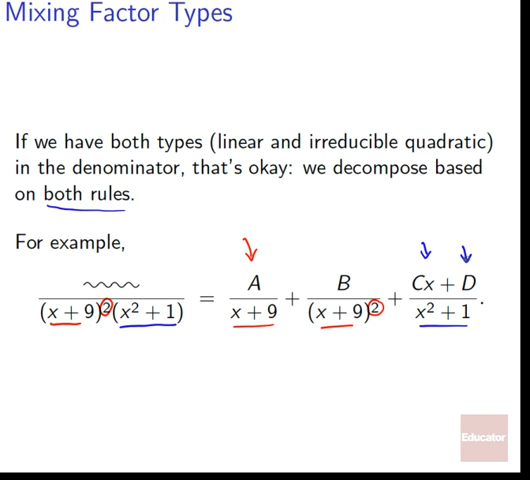 Mixing Factor Types
If we have both types (linear and irreducible quadratic)
in the denominator, that's okay: we decompose based
on both rules.
For example,
~~~~ / (x + 9)²(x² + 1) = A / (x + 9) + B / (x + 9)² + (Cx + D) / (x² + 1).
Educator